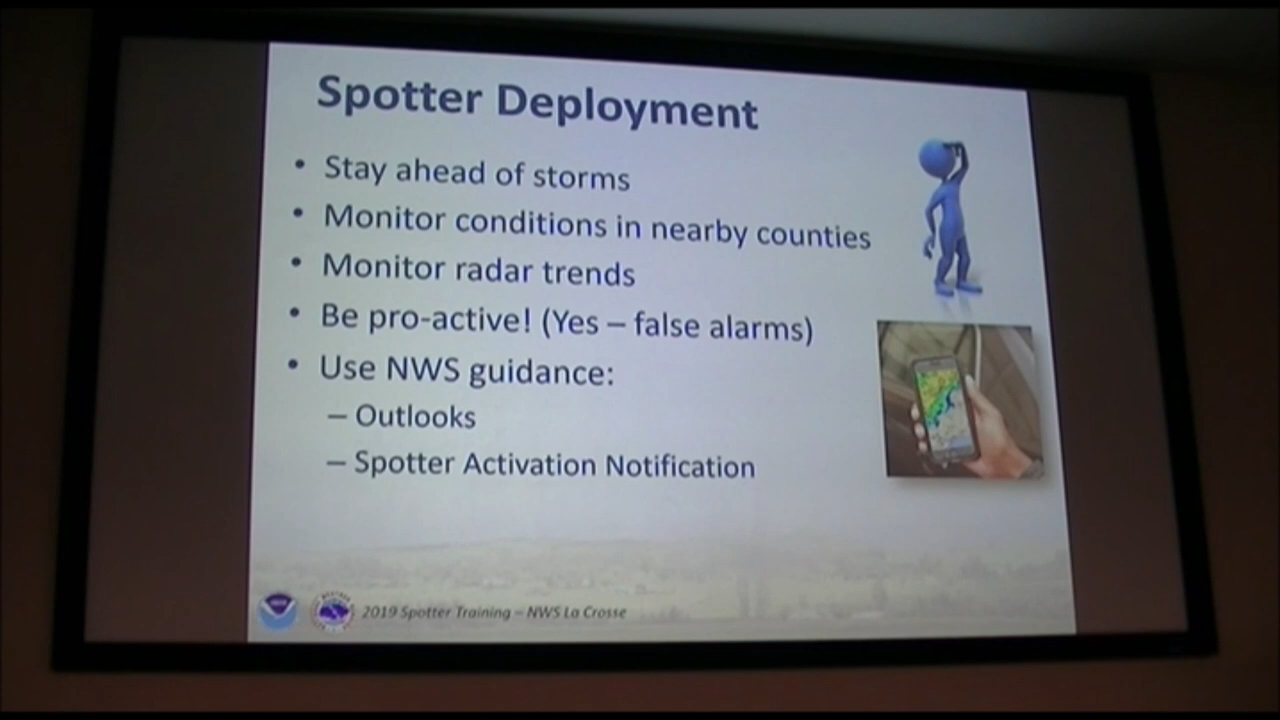 Spotter Deployment
• Stay ahead of storms
• Monitor conditions in nearby counties
• Monitor radar trends
• Be pro-active! (Yes – false alarms)
• Use NWS guidance:
– Outlooks
– Spotter Activation Notification
2019 Spotter Training – NWS La Crosse